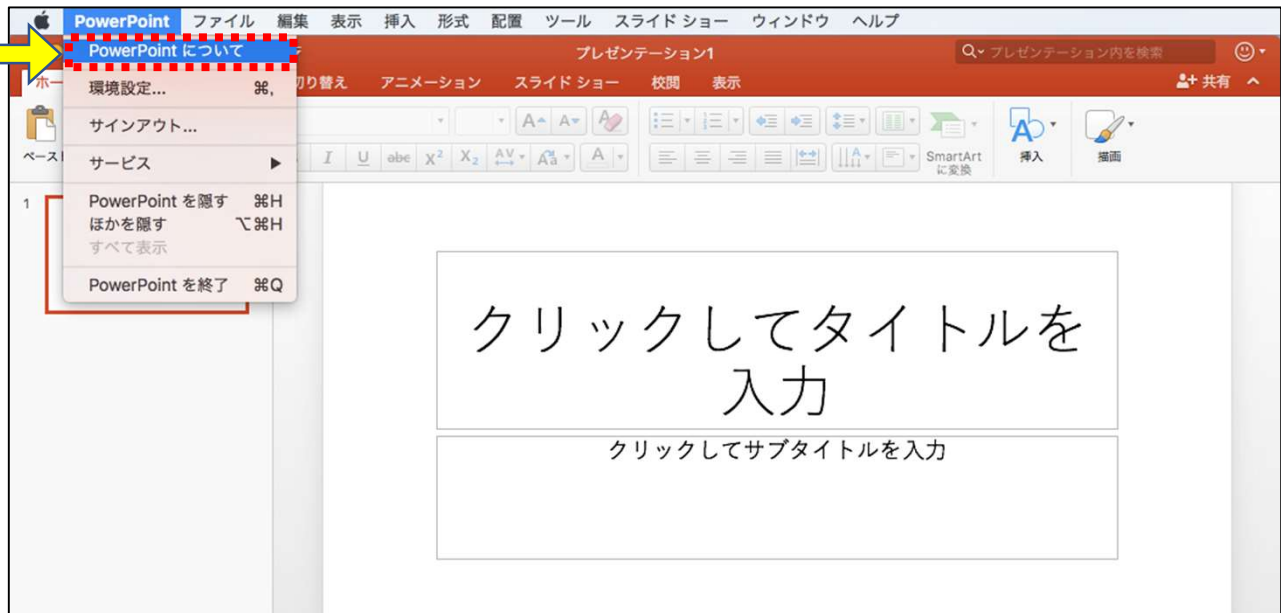 PowerPoint ファイル 編集 表示 挿入 形式 配置 ツール スライド ショー ウィンドウ ヘルプ
PowerPoint について
プレゼンテーション1
プレゼンテーション内を検索
切り替え アニメーション スライド ショー 校閲 表示
共有
環境設定... ⌘,
サインアウト...
サービス ▶
PowerPoint を隠す ⌘H
ほかを隠す ⌥⌘H
すべて表示
PowerPoint を終了 ⌘Q
I U abc X² X₂ AV Aa A
A A A
SmartArt
に変換
挿入
描画
1
クリックしてタイトルを
入力
クリックしてサブタイトルを入力